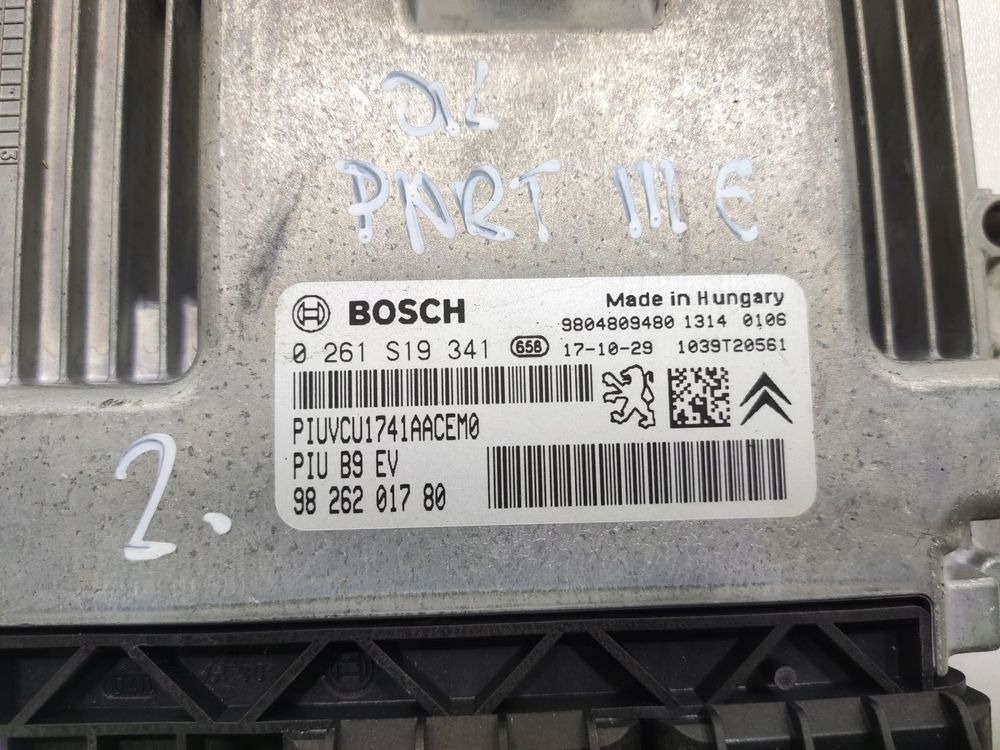 PART III E
BOSCH
Made in Hungary
9804809480 1314 0106
0 261 S19 341 658 17-10-29 1039T20561
PIUVCU1741AACEM0
PIU B9 EV
98 262 017 80
2.